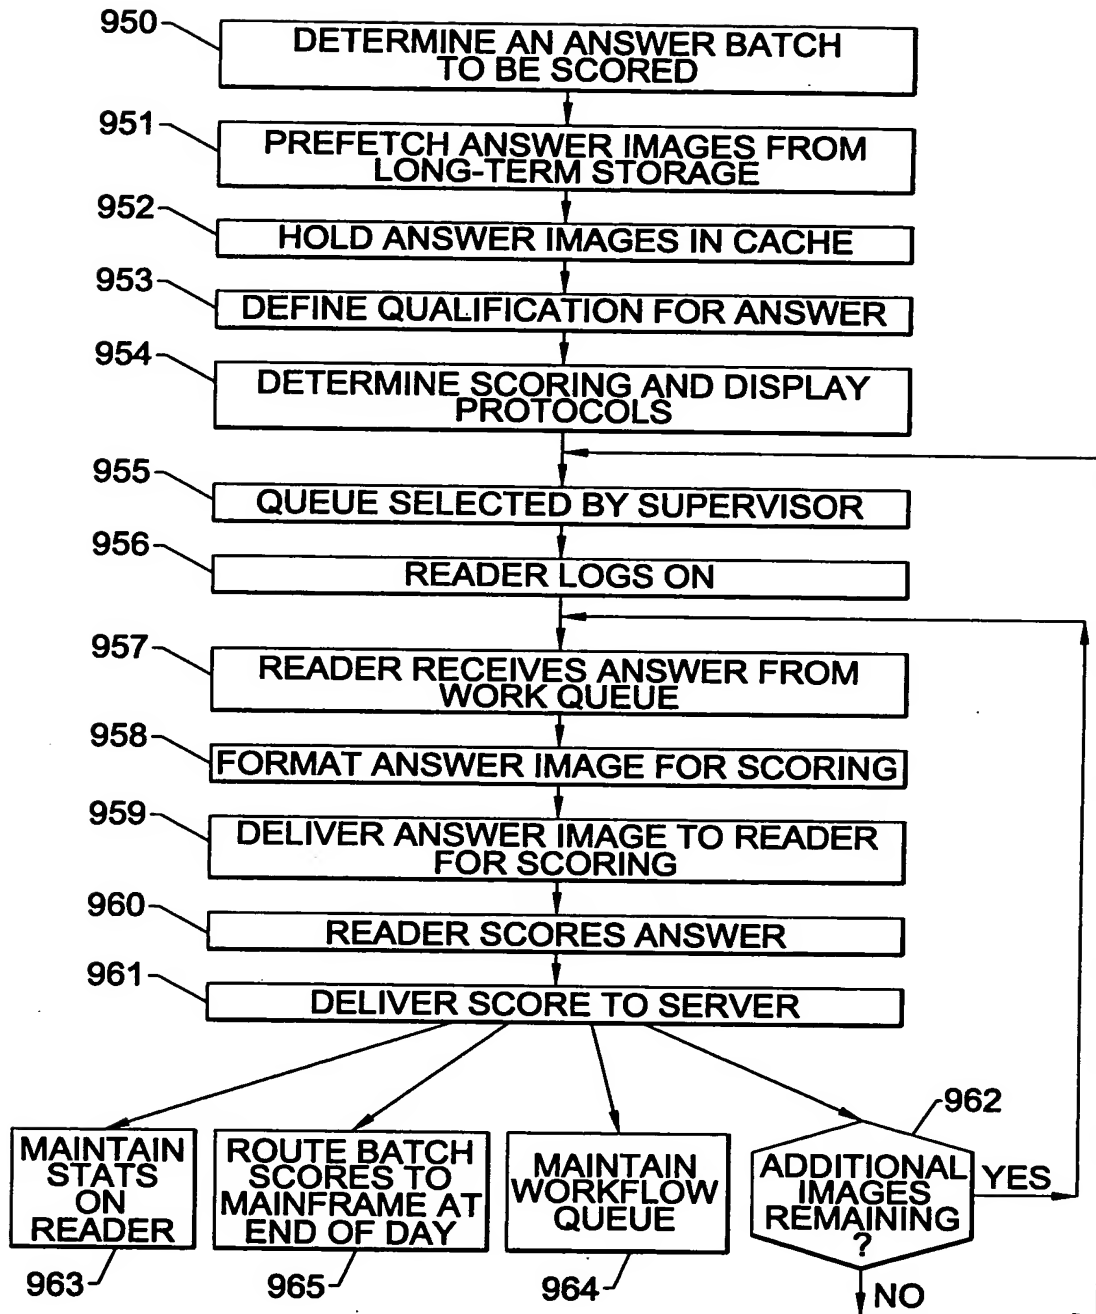 950
DETERMINE AN ANSWER BATCH
TO BE SCORED
951
PREFETCH ANSWER IMAGES FROM
LONG-TERM STORAGE
952
HOLD ANSWER IMAGES IN CACHE
953
DEFINE QUALIFICATION FOR ANSWER
954
DETERMINE SCORING AND DISPLAY
PROTOCOLS
955
QUEUE SELECTED BY SUPERVISOR
956
READER LOGS ON
957
READER RECEIVES ANSWER FROM
WORK QUEUE
958
FORMAT ANSWER IMAGE FOR SCORING
959
DELIVER ANSWER IMAGE TO READER
FOR SCORING
960
READER SCORES ANSWER
961
DELIVER SCORE TO SERVER
MAINTAIN
STATS
ON
READER
963
ROUTE BATCH
SCORES TO
MAINFRAME AT
END OF DAY
965
MAINTAIN
WORKFLOW
QUEUE
964
962
ADDITIONAL
IMAGES
REMAINING
?
YES
NO